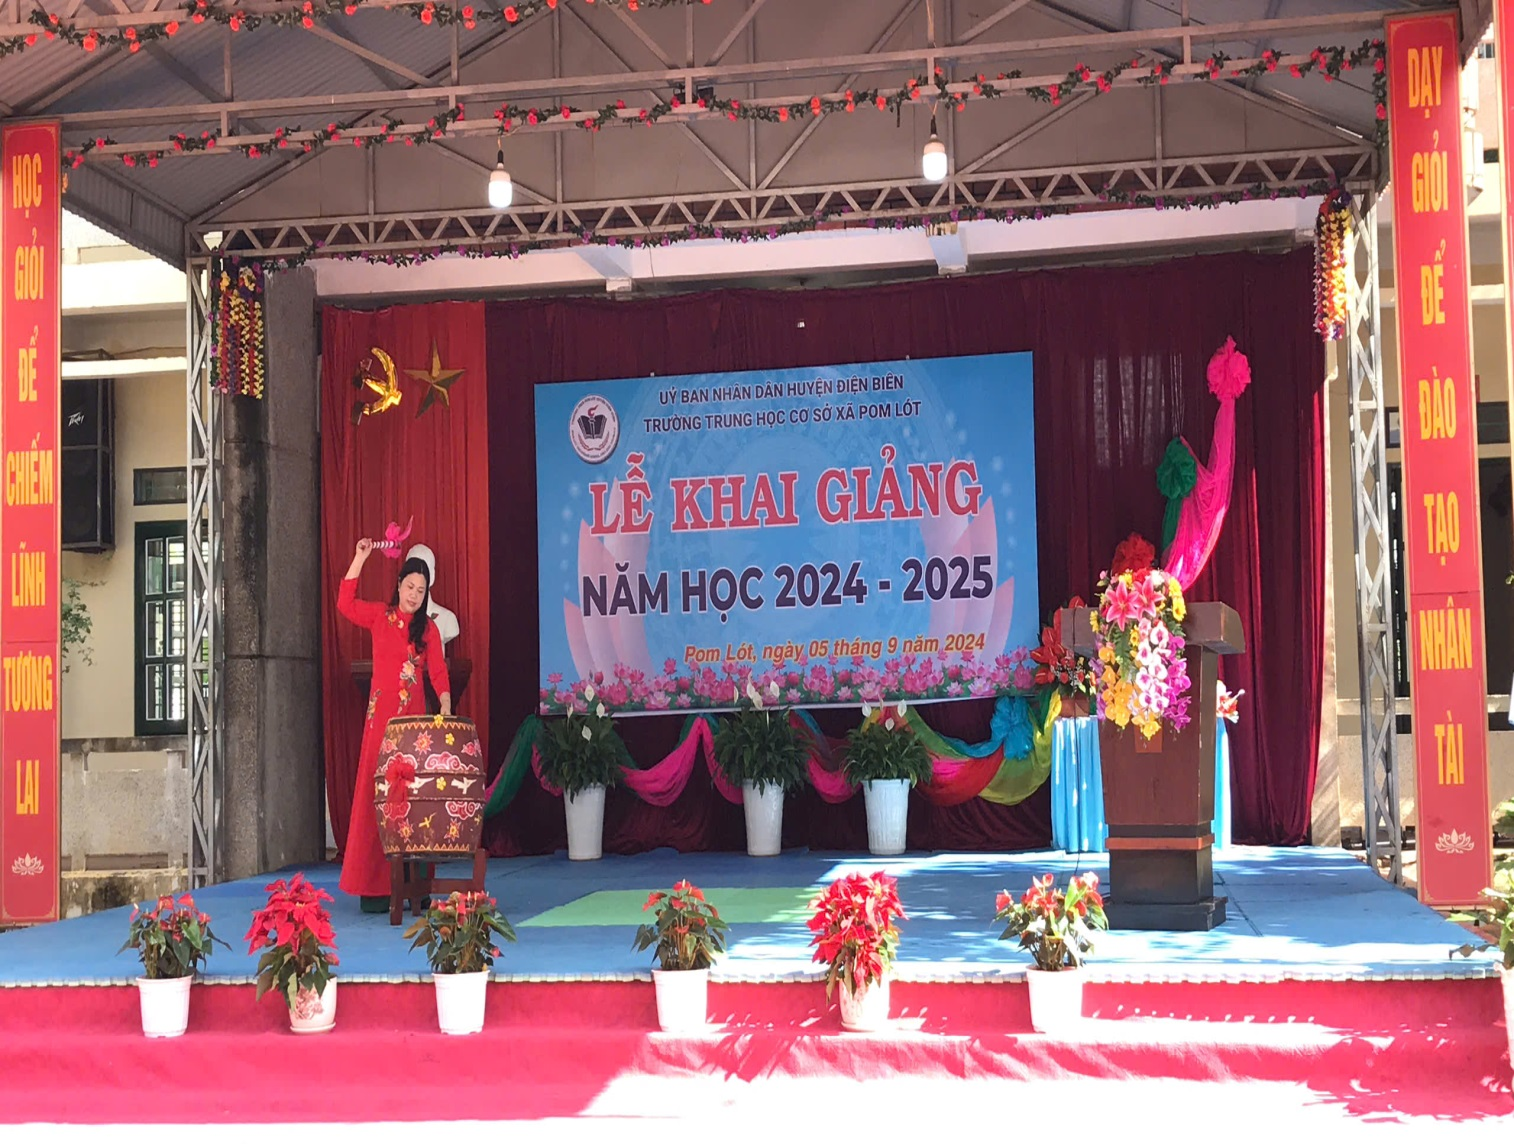 HỌC GIỎI ĐỂ CHIẾM LĨNH TƯƠNG LAI
UỶ BAN NHÂN DÂN HUYỆN ĐIỆN BIÊN
TRƯỜNG TRUNG HỌC CƠ SỞ XÃ POM LÓT
LỄ KHAI GIẢNG
NĂM HỌC 2024 - 2025
Pom Lót, ngày 05 tháng 9 năm 2024
DẠY GIỎI ĐỂ ĐÀO TẠO NHÂN TÀI